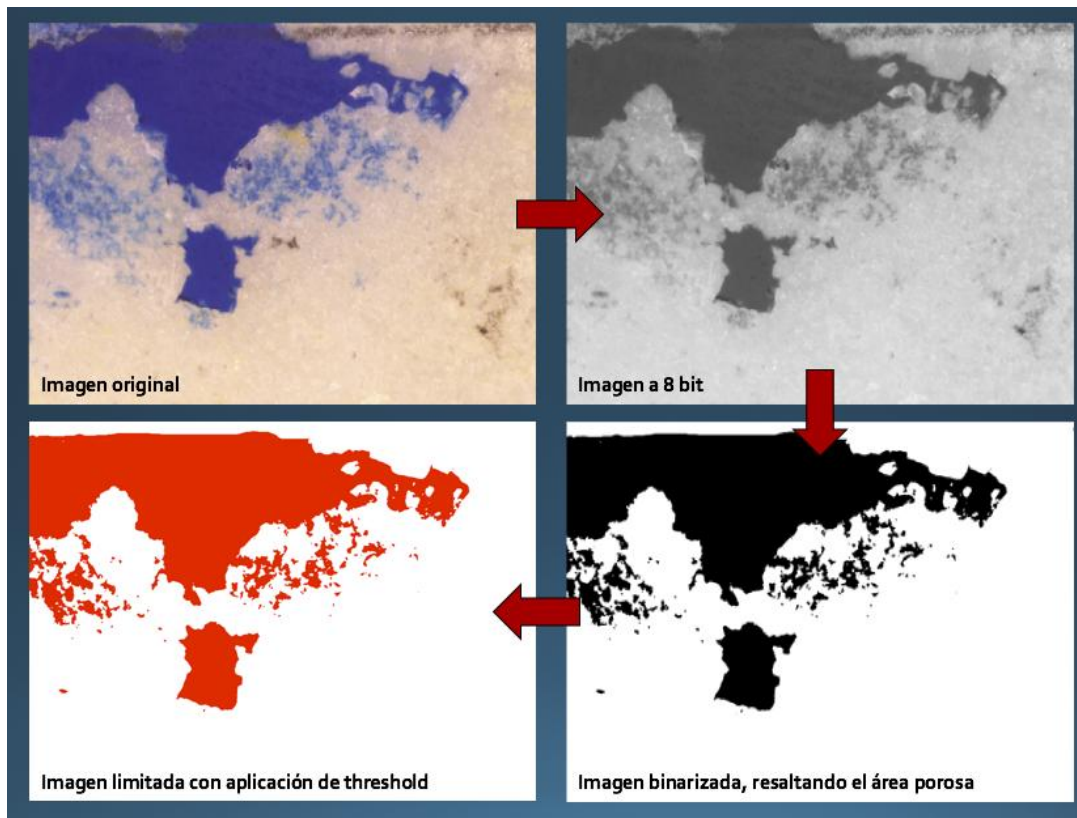 Imagen original
Imagen a 8 bit
Imagen limitada con aplicación de threshold
Imagen binarizada, resaltando el área porosa